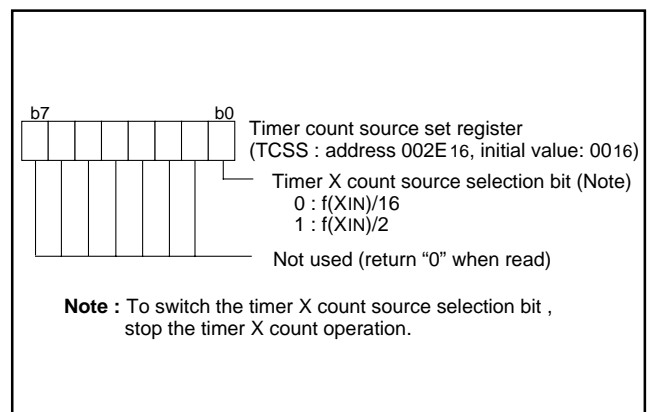 b7 b0
Timer count source set register
(TCSS : address 002E16, initial value: 0016)
Timer X count source selection bit (Note)
0 : f(XIN)/16
1 : f(XIN)/2
Not used (return “0” when read)
Note : To switch the timer X count source selection bit ,
stop the timer X count operation.